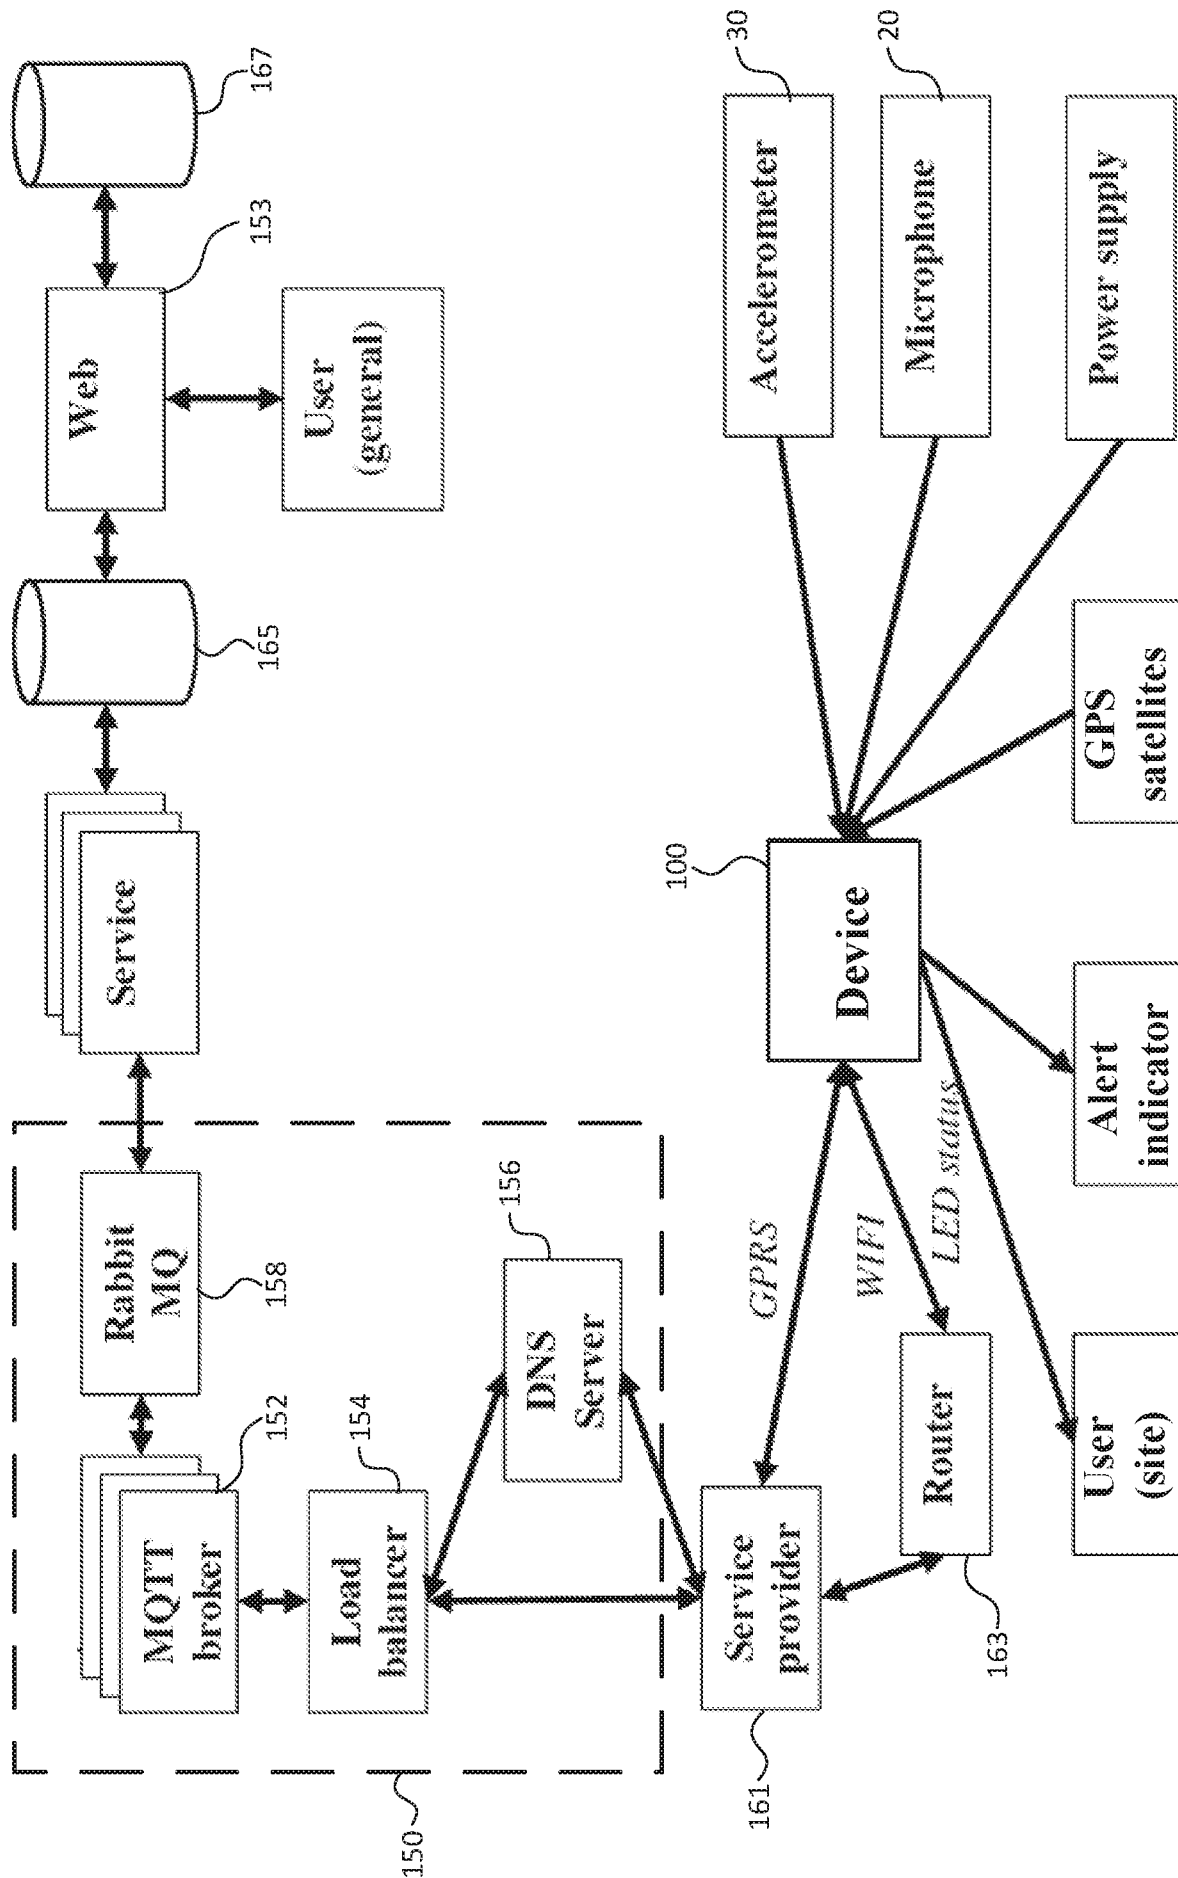 150
MQTT
broker
152
Rabbit
MQ
158
Service
165
Web
153
167
Load
balancer
154
User
(general)
DNS
Server
156
161
Service
provider
GPRS
WIFI
LED status
100
Device
Accelerometer
30
163
Router
Microphone
20
User
(site)
Alert
indicator
GPS
satellites
Power supply